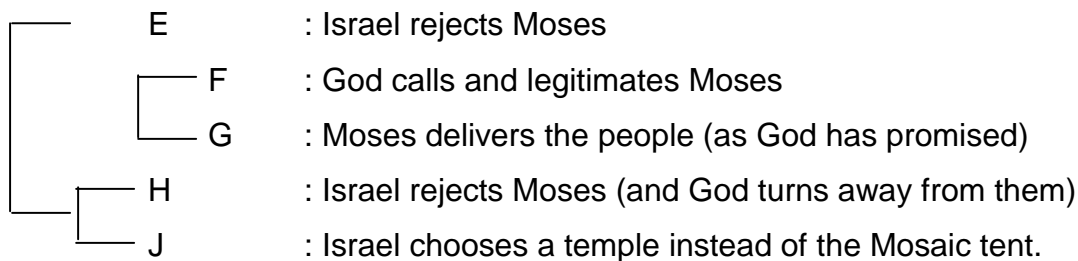 E : Israel rejects Moses
F : God calls and legitimates Moses
G : Moses delivers the people (as God has promised)
H : Israel rejects Moses (and God turns away from them)
J : Israel chooses a temple instead of the Mosaic tent.